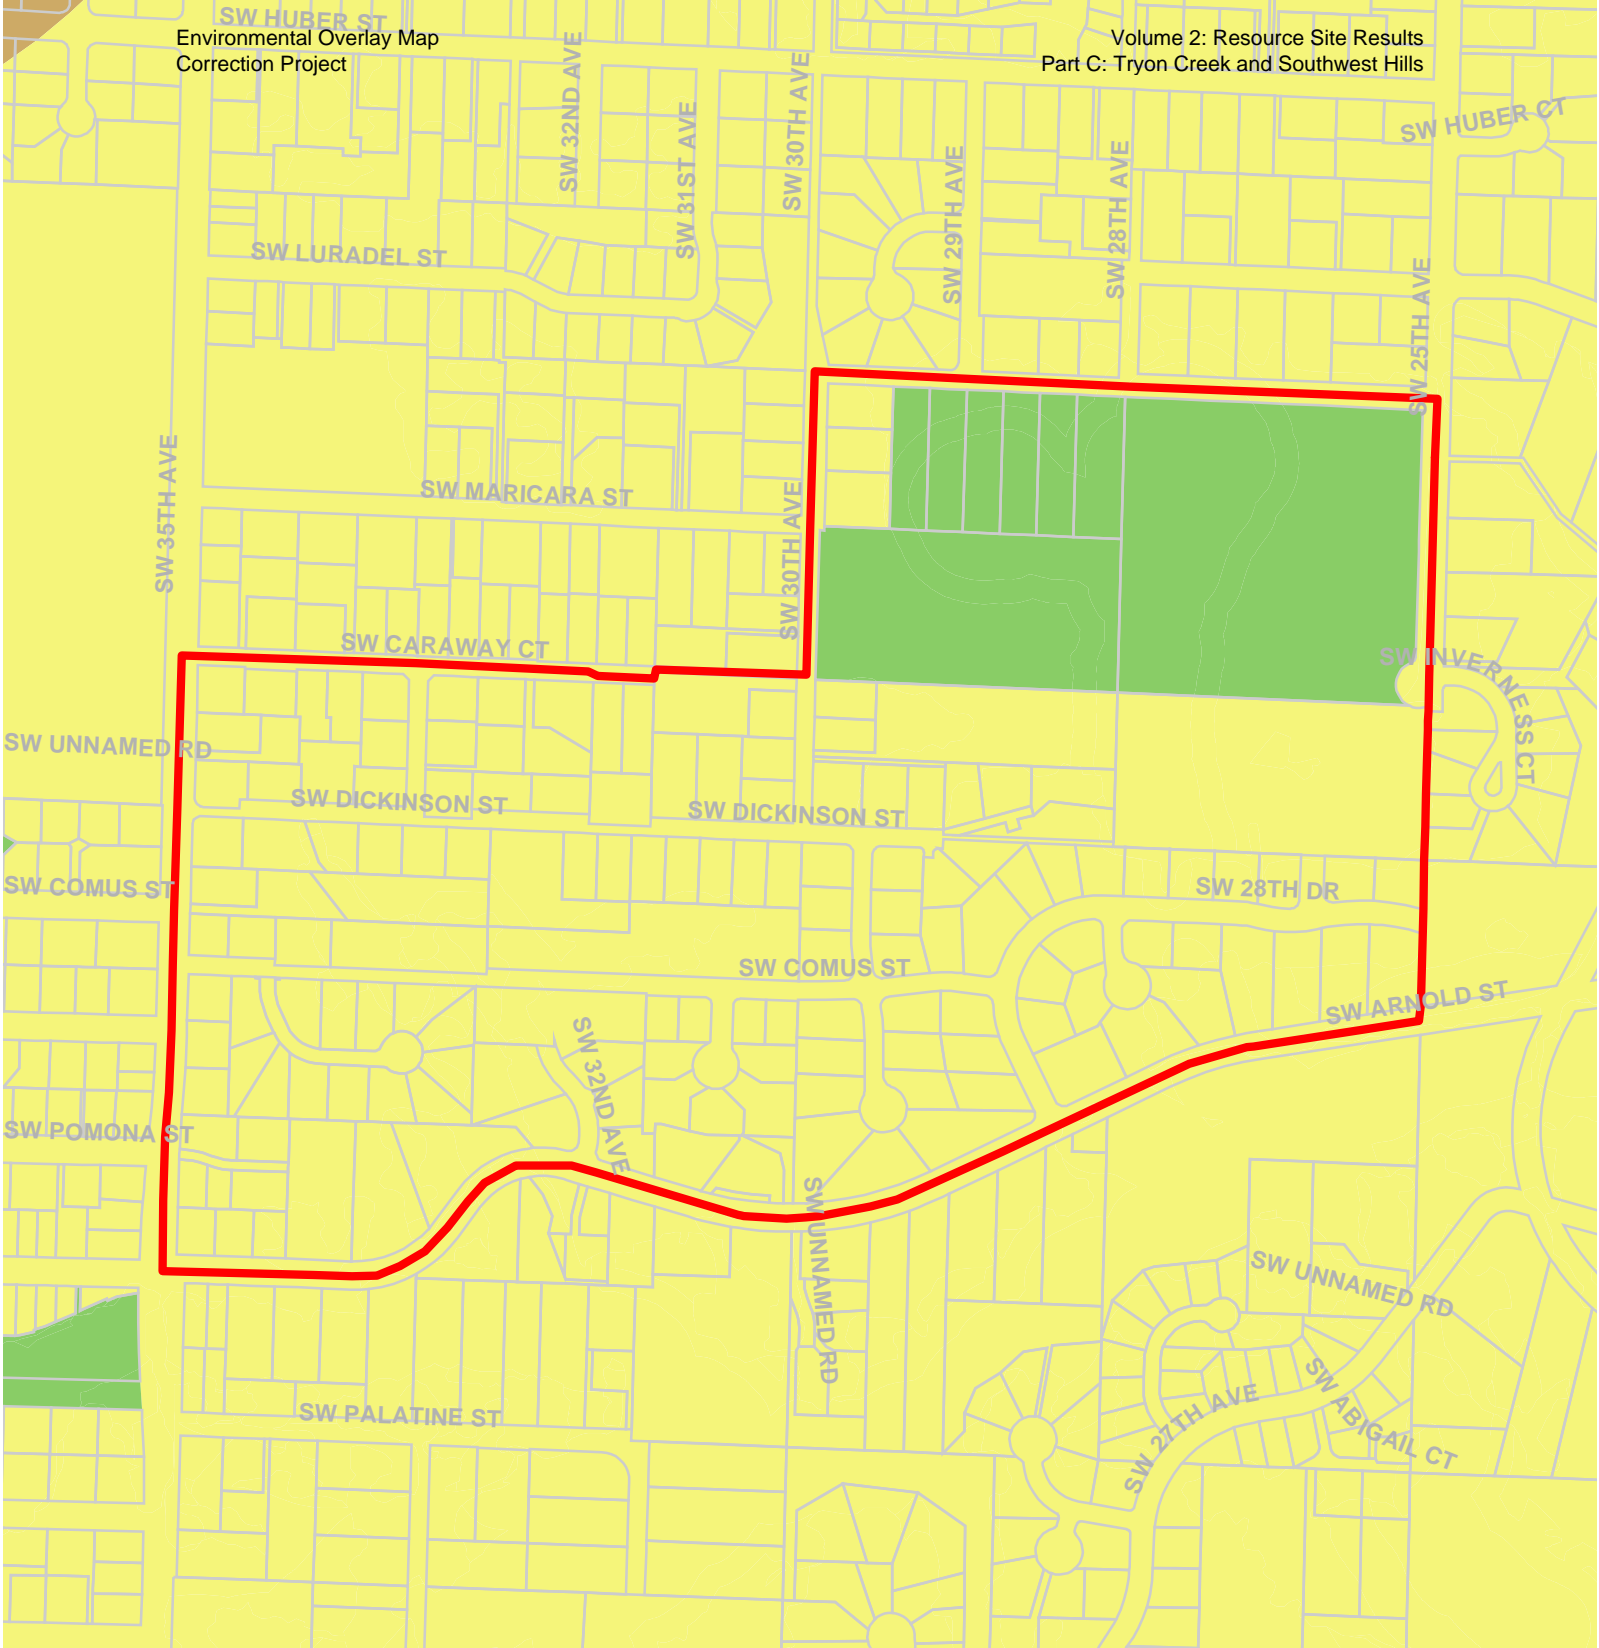 SW HUBER ST
Environmental Overlay Map
Correction Project
Volume 2: Resource Site Results
Part C: Tryon Creek and Southwest Hills
SW HUBER CT
SW 32ND AVE
SW 31ST AVE
SW 30TH AVE
SW 29TH AVE
SW 28TH AVE
SW 25TH AVE
SW LURADEL ST
SW 35TH AVE
SW MARICARA ST
SW 30TH AVE
SW CARAWAY CT
SW INVERNESS CT
SW UNNAMED RD
SW DICKINSON ST
SW DICKINSON ST
SW COMUS ST
SW 28TH DR
SW COMUS ST
SW ARNOLD ST
SW 32ND AVE
SW POMONA ST
SW UNNAMED RD
SW UNNAMED RD
SW PALATINE ST
SW 27TH AVE
SW ABIGAIL CT